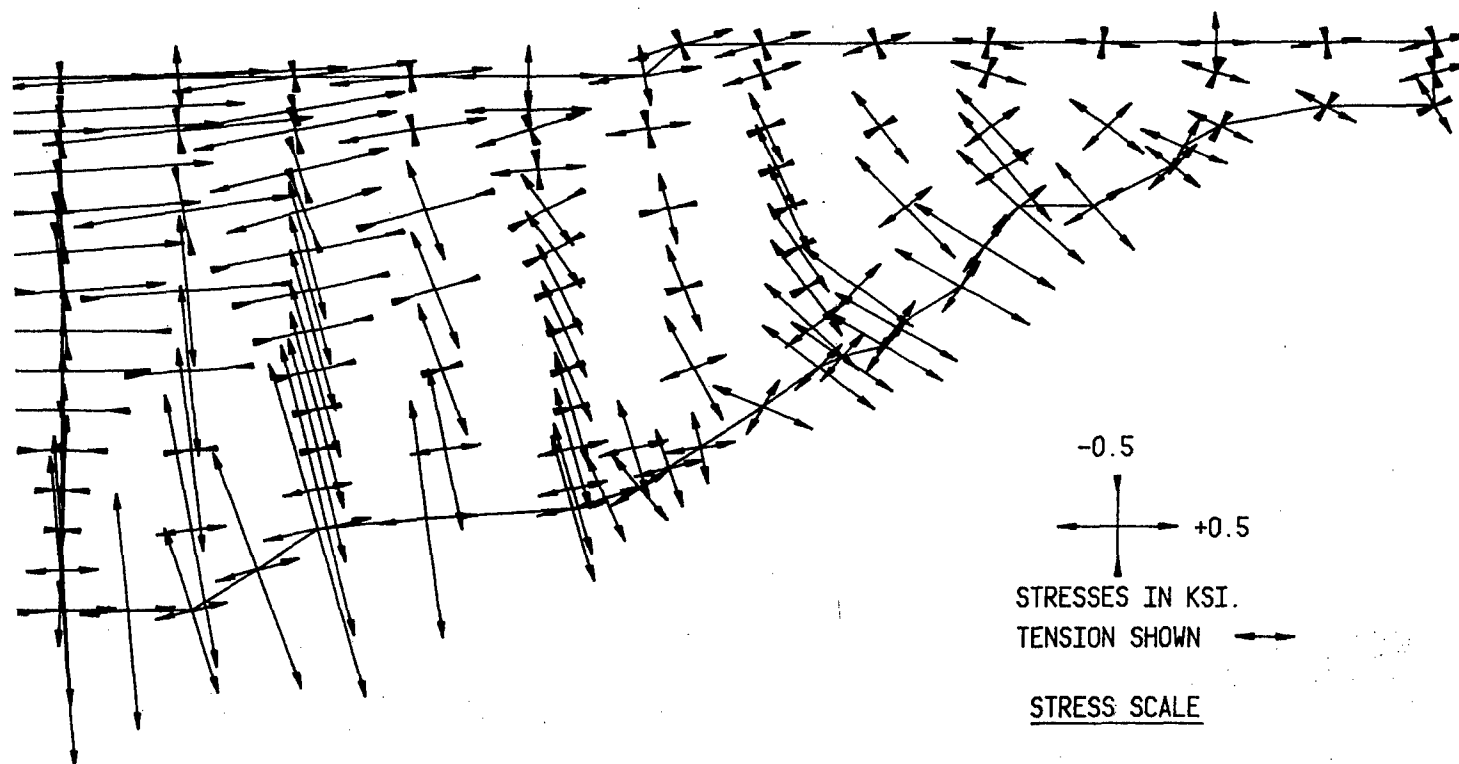 -0.5
+0.5
STRESSES IN KSI.
TENSION SHOWN
STRESS SCALE